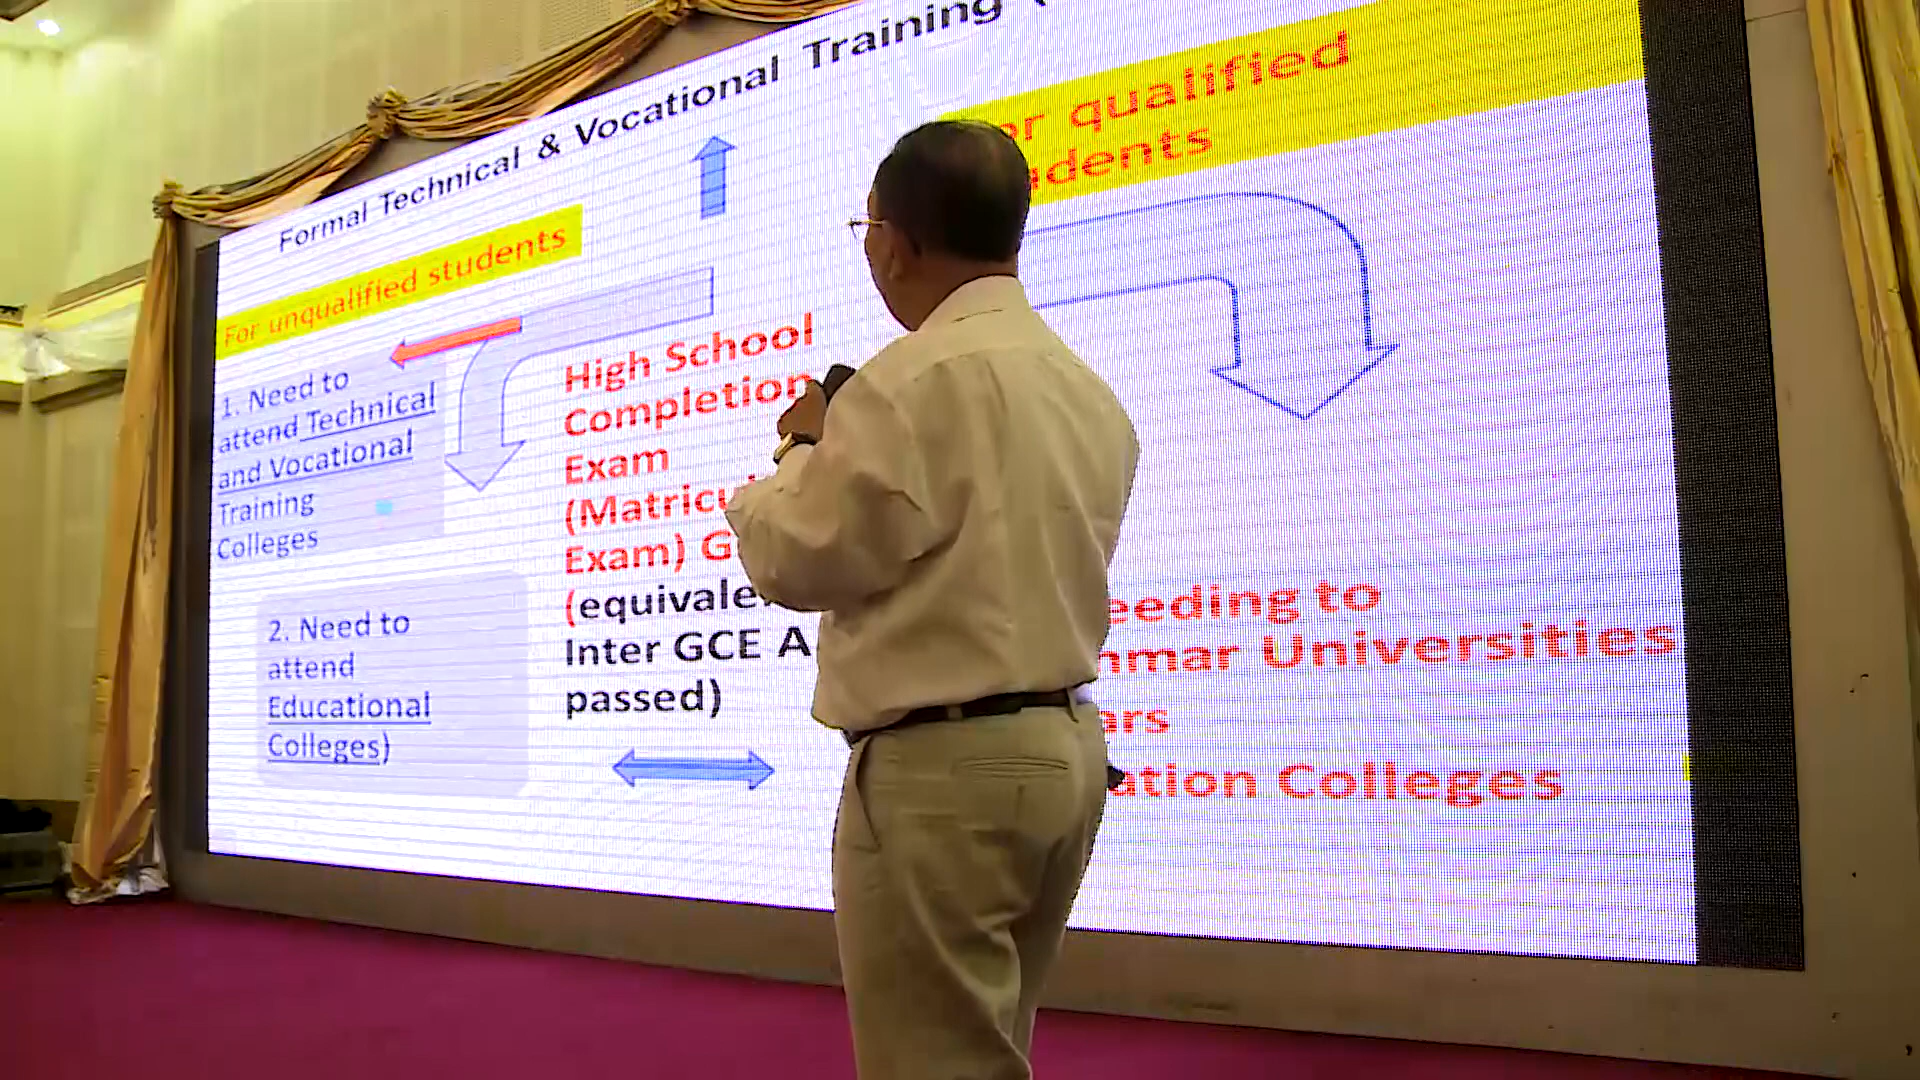 Formal Technical & Vocational Training (
For unqualified students
qualified
1. Need to
attend Technical
and Vocational
Training
Colleges
2. Need to
attend
Educational
Colleges)
High School
Completion
Exam
(Matricu
Exam) G
(equivale
Inter GCE A
passed)
eeding to
mar Universities
ars
ation Colleges